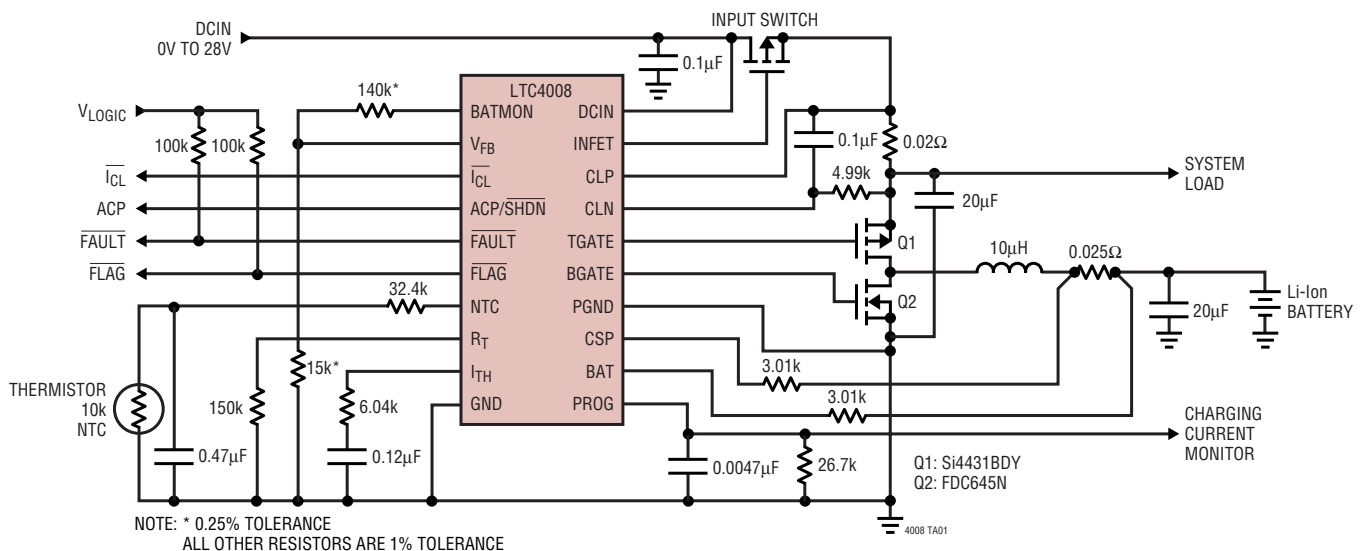 INPUT SWITCH
DCIN
0V TO 28V
0.1µF
LTC4008
140k*
BATMON
DCIN
VLOGIC
100k
100k
VFB
INFET
0.1µF
0.02Ω
ICL
ICL
CLP
SYSTEM
LOAD
4.99k
20µF
ACP
ACP/SHDN
CLN
FAULT
FAULT
TGATE
Q1
10µH
0.025Ω
FLAG
FLAG
BGATE
32.4k
NTC
PGND
Q2
20µF
Li-Ion
BATTERY
RT
CSP
15k*
3.01k
THERMISTOR
10k
NTC
150k
ITH
BAT
6.04k
3.01k
GND
PROG
CHARGING
CURRENT
MONITOR
0.47µF
0.12µF
0.0047µF
26.7k
Q1: Si4431BDY
Q2: FDC645N
NOTE: * 0.25% TOLERANCE
ALL OTHER RESISTORS ARE 1% TOLERANCE
4008 TA01